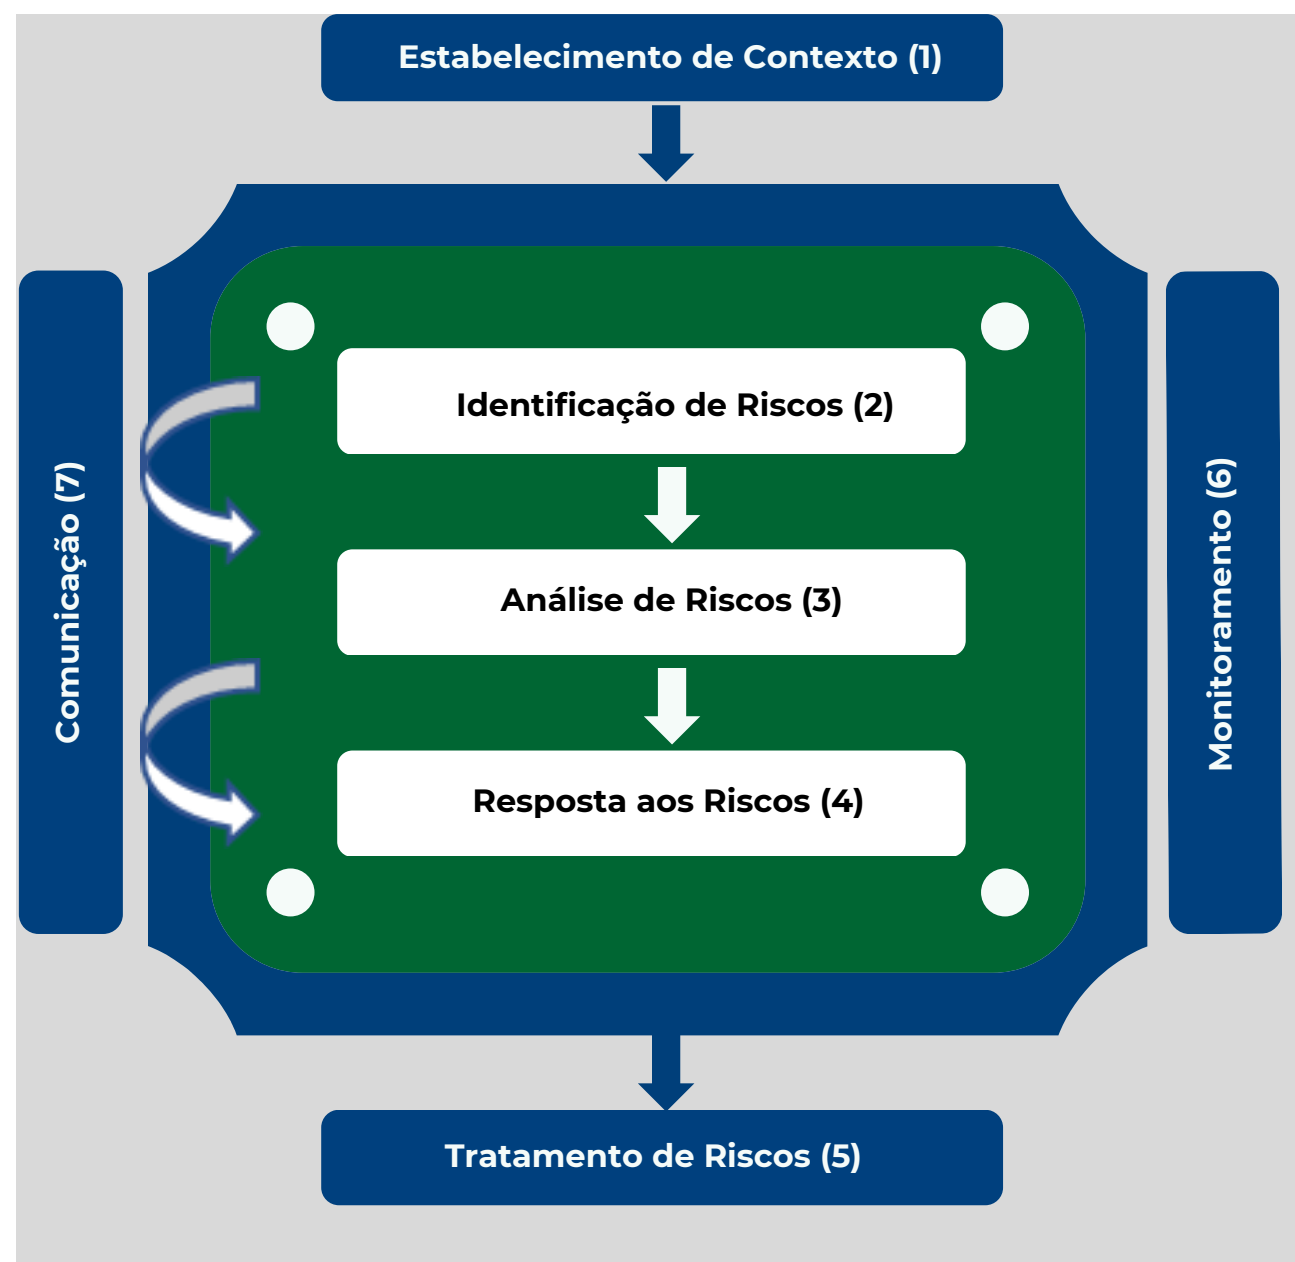 Estabelecimento de Contexto (1)
Identificação de Riscos (2)
Análise de Riscos (3)
Resposta aos Riscos (4)
Comunicação (7)
Monitoramento (6)
Tratamento de Riscos (5)